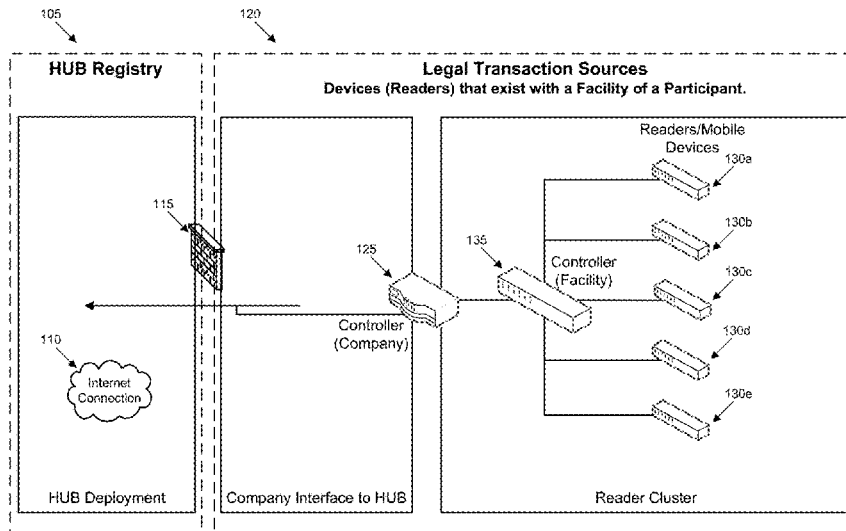 105
120
HUB Registry
Legal Transaction Sources
Devices (Readers) that exist with a Facility of a Participant.
Readers/Mobile
Devices
130a
115
130b
125
135
Controller
(Facility)
130c
Controller
(Company)
110
Internet
Connection
130d
130e
HUB Deployment
Company Interface to HUB
Reader Cluster